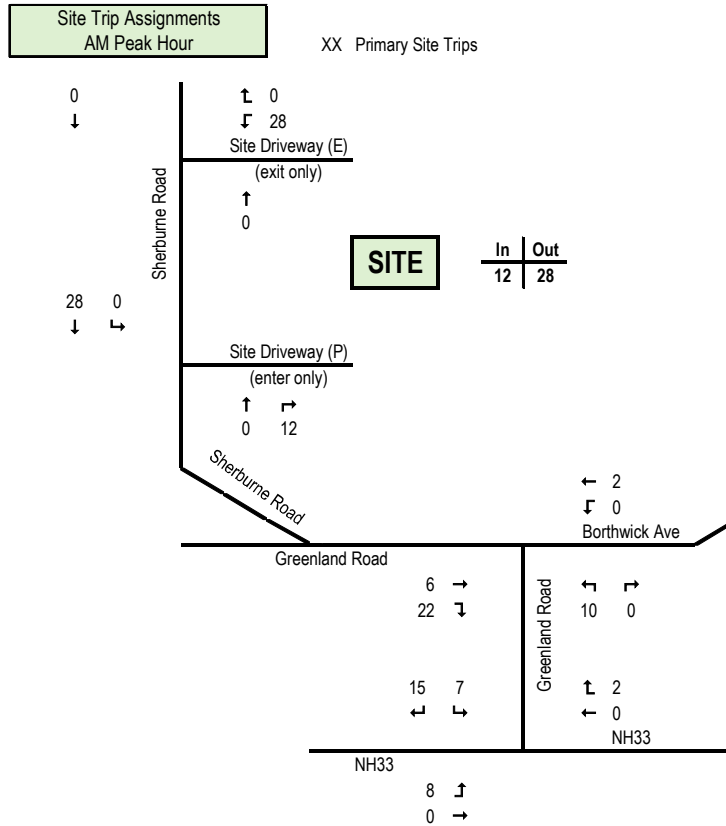 Site Trip Assignments
AM Peak Hour
XX Primary Site Trips
0
0
28
Site Driveway (E)
(exit only)
0
Sherburne Road
SITE
In Out
12 28
28 0
Site Driveway (P)
(enter only)
0 12
Sherburne Road
2
0
Borthwick Ave
Greenland Road
6
22
Greenland Road
10 0
15 7
2
0
NH33
NH33
8
0